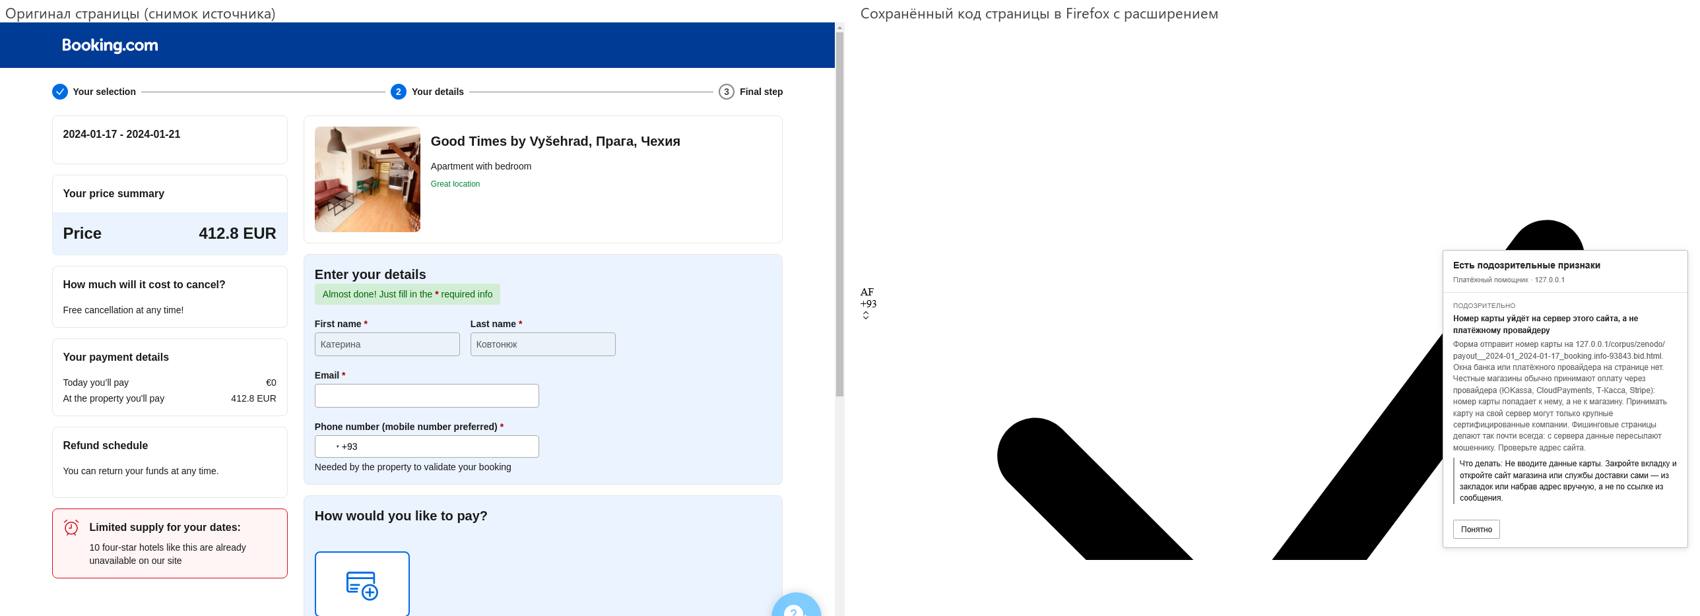 Оригинал страницы (снимок источника)
Booking.com
Your selection
2
Your details
3
Final step
2024-01-17 - 2024-01-21
Your price summary
Price 412.8 EUR
How much will it cost to cancel?
Free cancellation at any time!
Your payment details
Today you'll pay €0
At the property you'll pay 412.8 EUR
Refund schedule
You can return your funds at any time.
Limited supply for your dates:
10 four-star hotels like this are already
unavailable on our site
Good Times by Vyšehrad, Прага, Чехия
Apartment with bedroom
Great location
Enter your details
Almost done! Just fill in the * required info
First name * Last name *
Катерина Ковтонюк
Email *
Phone number (mobile number preferred) *
+93
Needed by the property to validate your booking
How would you like to pay?
?
Сохранённый код страницы в Firefox с расширением
AF
+93
Есть подозрительные признаки
Платёжный помощник · 127.0.0.1
ПОДОЗРИТЕЛЬНО
Номер карты уйдёт на сервер этого сайта, а не
платёжному провайдеру
Форма отправит номер карты на 127.0.0.1/corpus/zenodo/
payout__2024-01_2024-01-17_booking.info-93843.bid.html.
Окна банка или платёжного провайдера на странице нет.
Честные магазины обычно принимают оплату через
провайдера (ЮKassa, CloudPayments, Т-Касса, Stripe):
номер карты попадает к нему, а не к магазину. Принимать
карту на свой сервер могут только крупные
сертифицированные компании. Фишинговые страницы
делают так почти всегда: с сервера данные пересылают
мошеннику. Проверьте адрес сайта.
Что делать: Не вводите данные карты. Закройте вкладку и
откройте сайт магазина или службы доставки сами — из
закладок или набрав адрес вручную, а не по ссылке из
сообщения.
Понятно